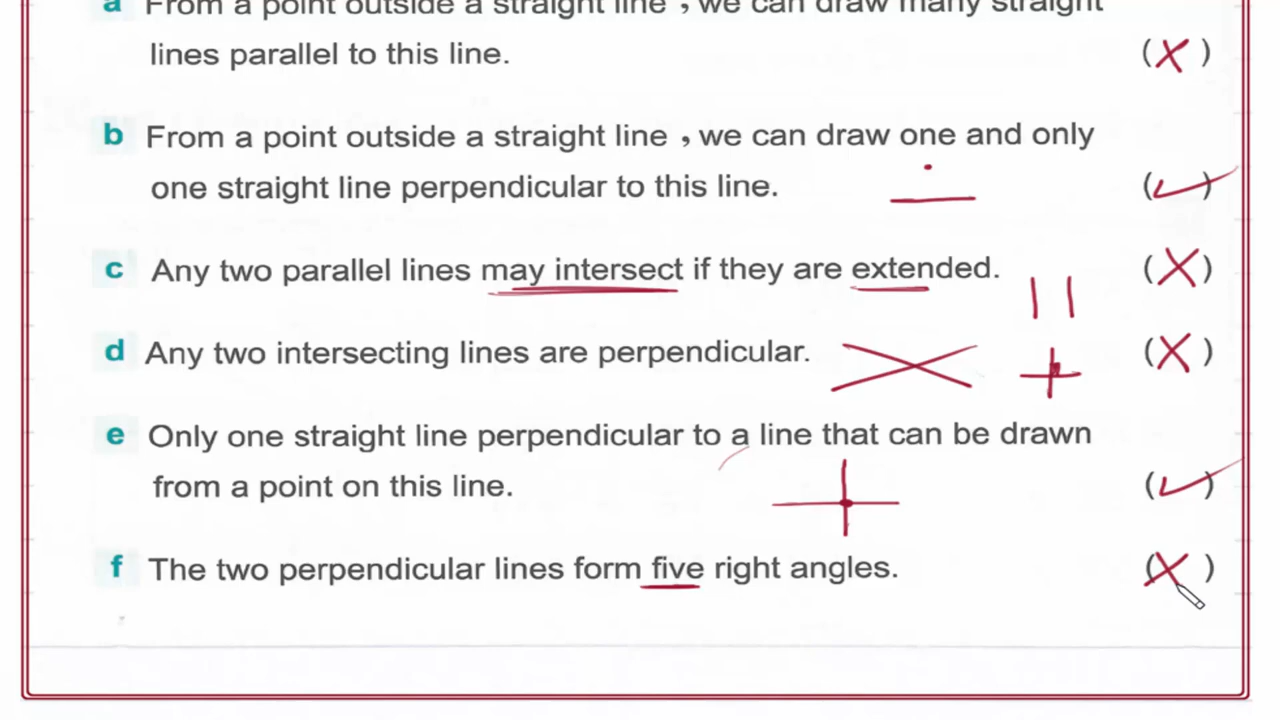 a From a point outside a straight line , we can draw many straight
lines parallel to this line. (X)
b From a point outside a straight line , we can draw one and only
one straight line perpendicular to this line. (✓)
c Any two parallel lines may intersect if they are extended. (X)
d Any two intersecting lines are perpendicular. (X)
e Only one straight line perpendicular to a line that can be drawn
from a point on this line. (✓)
f The two perpendicular lines form five right angles. (X)